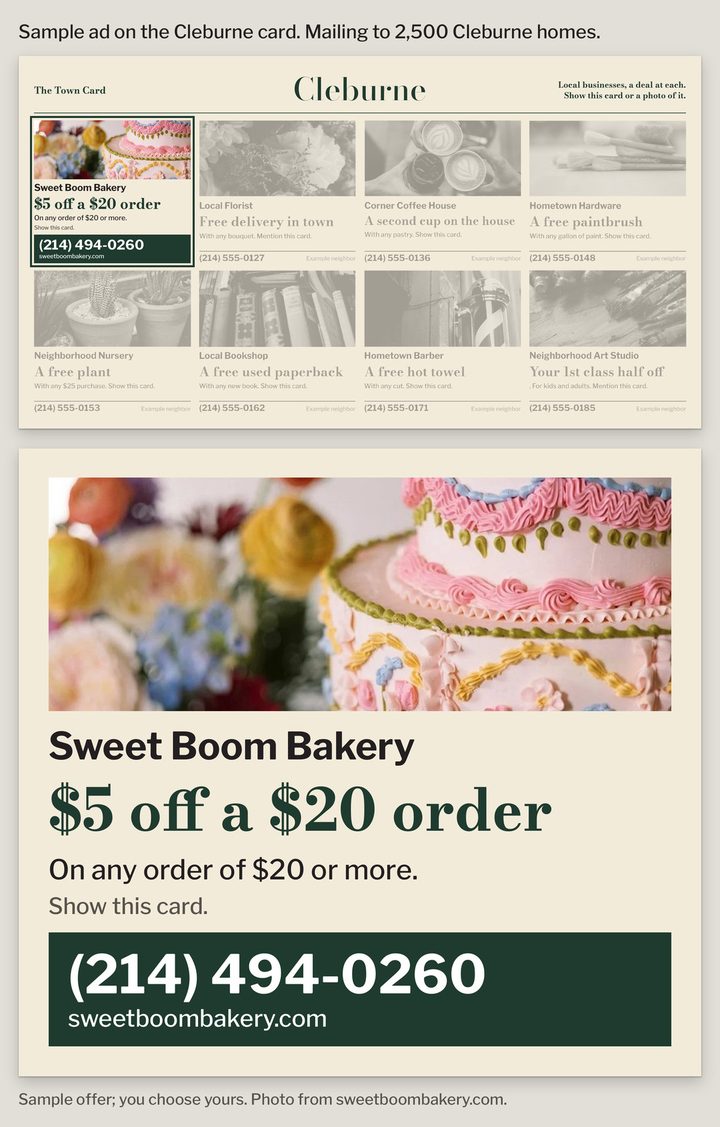 Sample ad on the Cleburne card. Mailing to 2,500 Cleburne homes.
The Town Card
Cleburne
Local businesses, a deal at each.
Show this card or a photo of it.
Sweet Boom Bakery
$5 off a $20 order
On any order of $20 or more.
Show this card.
(214) 494-0260
sweetboombakery.com
Local Florist
Free delivery in town
With any bouquet. Mention this card.
(214) 555-0127
Example neighbor
Corner Coffee House
A second cup on the house
With any pastry. Show this card.
(214) 555-0136
Example neighbor
Hometown Hardware
A free paintbrush
With any gallon of paint. Show this card.
(214) 555-0148
Example neighbor
Neighborhood Nursery
A free plant
With any $25 purchase. Show this card.
(214) 555-0153
Example neighbor
Local Bookshop
A free used paperback
With any new book. Show this card.
(214) 555-0162
Example neighbor
Hometown Barber
A free hot towel
With any cut. Show this card.
(214) 555-0171
Example neighbor
Neighborhood Art Studio
Your 1st class half off
For kids and adults. Mention this card.
(214) 555-0185
Example neighbor
Sweet Boom Bakery
$5 off a $20 order
On any order of $20 or more.
Show this card.
(214) 494-0260
sweetboombakery.com
Sample offer; you choose yours. Photo from sweetboombakery.com.